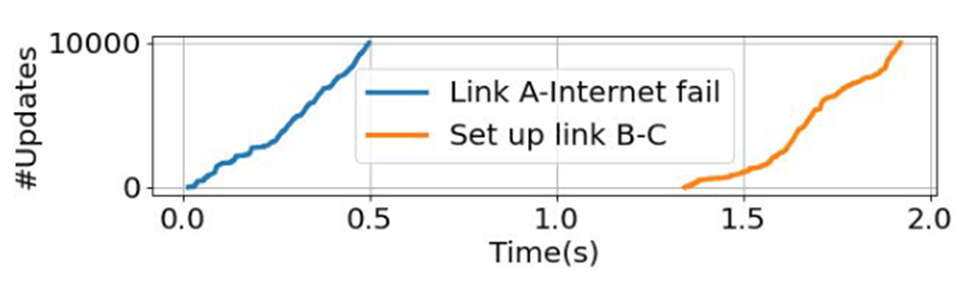 #Updates
10000
0
Link A-Internet fail
Set up link B-C
0.0 0.5 1.0 1.5 2.0
Time(s)